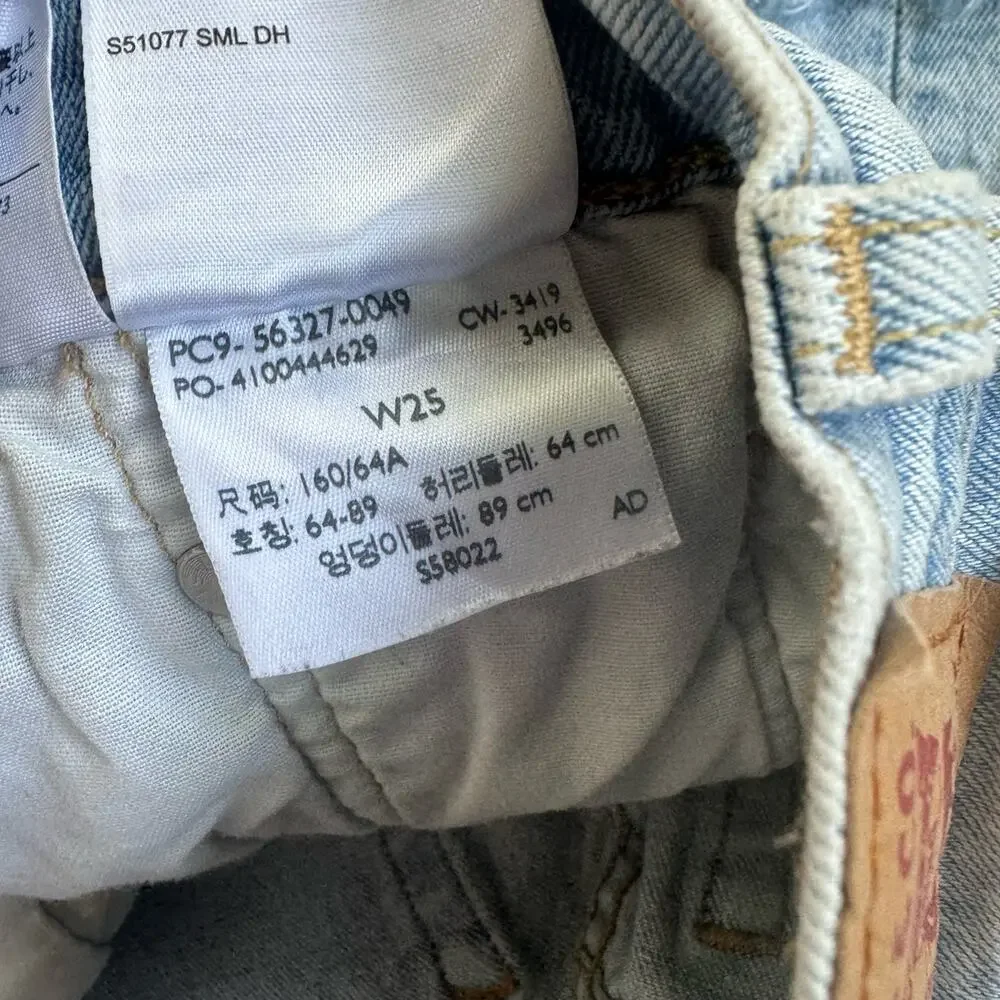 S51077 SML DH
PC9-56327-0049 CW-3419
PO-4100444629 3496
W25
尺码: 160/64A 허리둘레: 64 cm
호칭: 64-89 엉덩이둘레: 89 cm AD
S58022